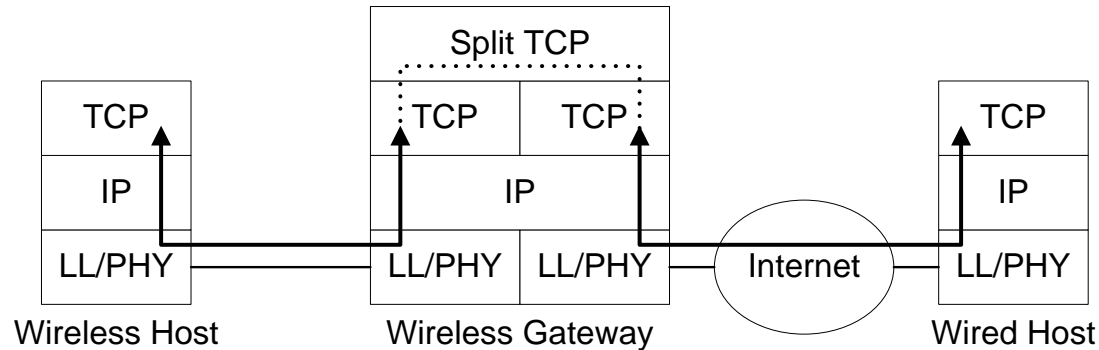 Split TCP
TCP TCP TCP TCP
IP IP IP
LL/PHY LL/PHY LL/PHY Internet LL/PHY
Wireless Host Wireless Gateway Wired Host